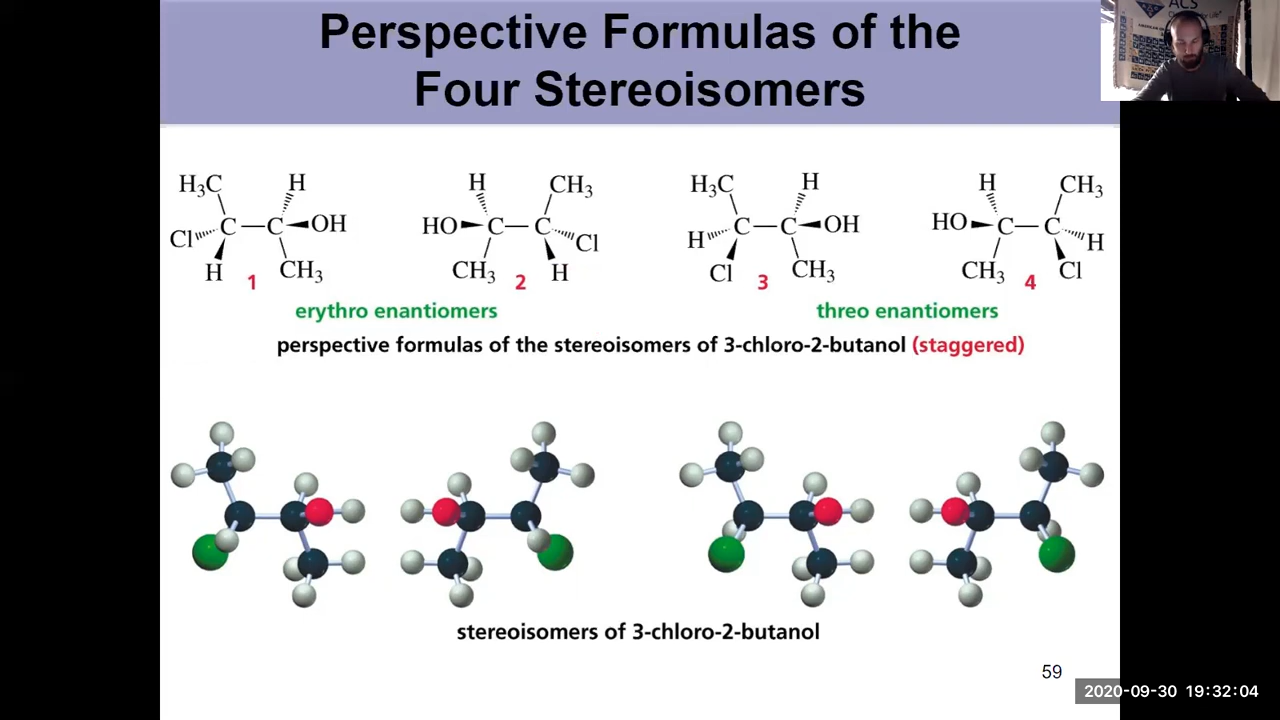 Perspective Formulas of the
Four Stereoisomers
ACS
H₃C H H CH₃ H₃C H H CH₃
Cl C — C OH HO C — C Cl H C — C OH HO C — C H
H 1 CH₃ CH₃ 2 H Cl 3 CH₃ CH₃ 4 Cl
erythro enantiomers threo enantiomers
perspective formulas of the stereoisomers of 3-chloro-2-butanol (staggered)
stereoisomers of 3-chloro-2-butanol
59
2020-09-30 19:32:04